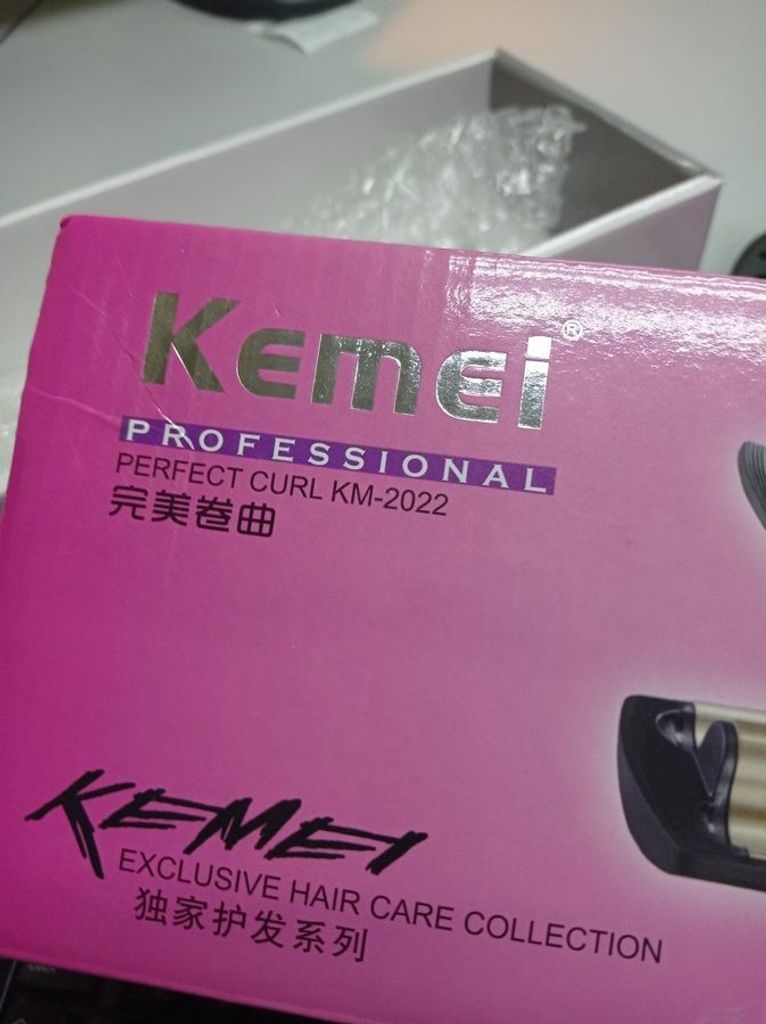 Kemei®
PROFESSIONAL
PERFECT CURL KM-2022
完美卷曲
KEMEI
EXCLUSIVE HAIR CARE COLLECTION
独家护发系列